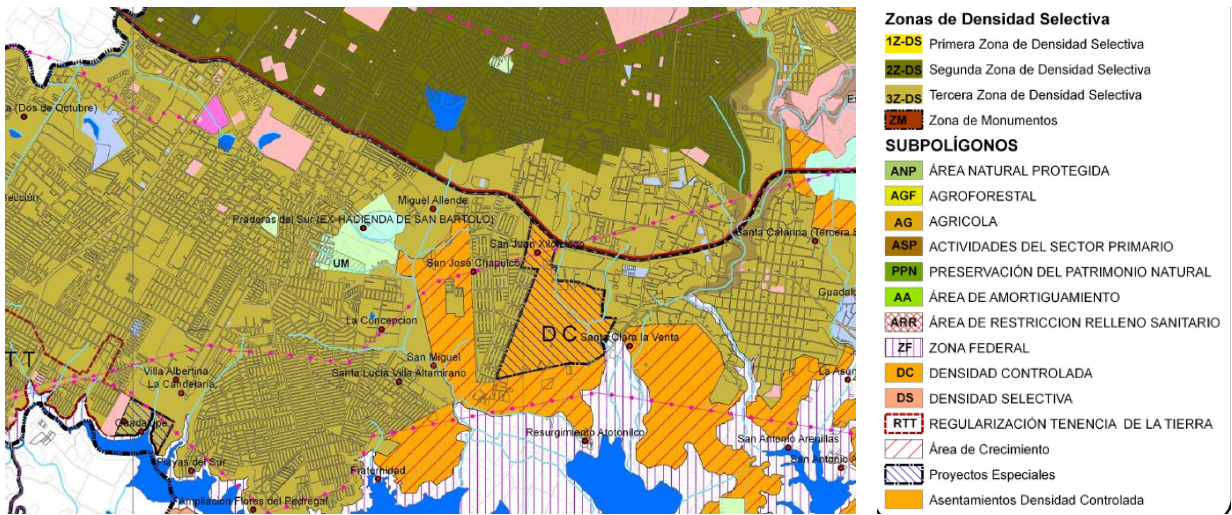 a (Dos de Octubre)
Miguel Allende
Praderas del Sur (EX-HACIENDA DE SAN BARTOLO)
Santa Catarina (Tercera S
San José Chapulco
UM
Guadalu
La Concepcion
D C
Santa Clara la Venta
T T
San Miguel
Villa Albertina
Santa Lucia Villa Altamirano
La Candelaria
La Asun
Guadalupe
Resurgimiento Atotonilco
San Antonio Arenillas
Playas del Sur
Fraternidad
San Antonio A
Ampliación Flores del Pedregal
Zonas de Densidad Selectiva
1Z-DS Primera Zona de Densidad Selectiva
2Z-DS Segunda Zona de Densidad Selectiva
3Z-DS Tercera Zona de Densidad Selectiva
ZM Zona de Monumentos
SUBPOLÍGONOS
ANP ÁREA NATURAL PROTEGIDA
AGF AGROFORESTAL
AG AGRICOLA
ASP ACTIVIDADES DEL SECTOR PRIMARIO
PPN PRESERVACIÓN DEL PATRIMONIO NATURAL
AA ÁREA DE AMORTIGUAMIENTO
ARR ÁREA DE RESTRICCION RELLENO SANITARIO
ZF ZONA FEDERAL
DC DENSIDAD CONTROLADA
DS DENSIDAD SELECTIVA
RTT REGULARIZACIÓN TENENCIA DE LA TIERRA
Área de Crecimiento
Proyectos Especiales
Asentamientos Densidad Controlada